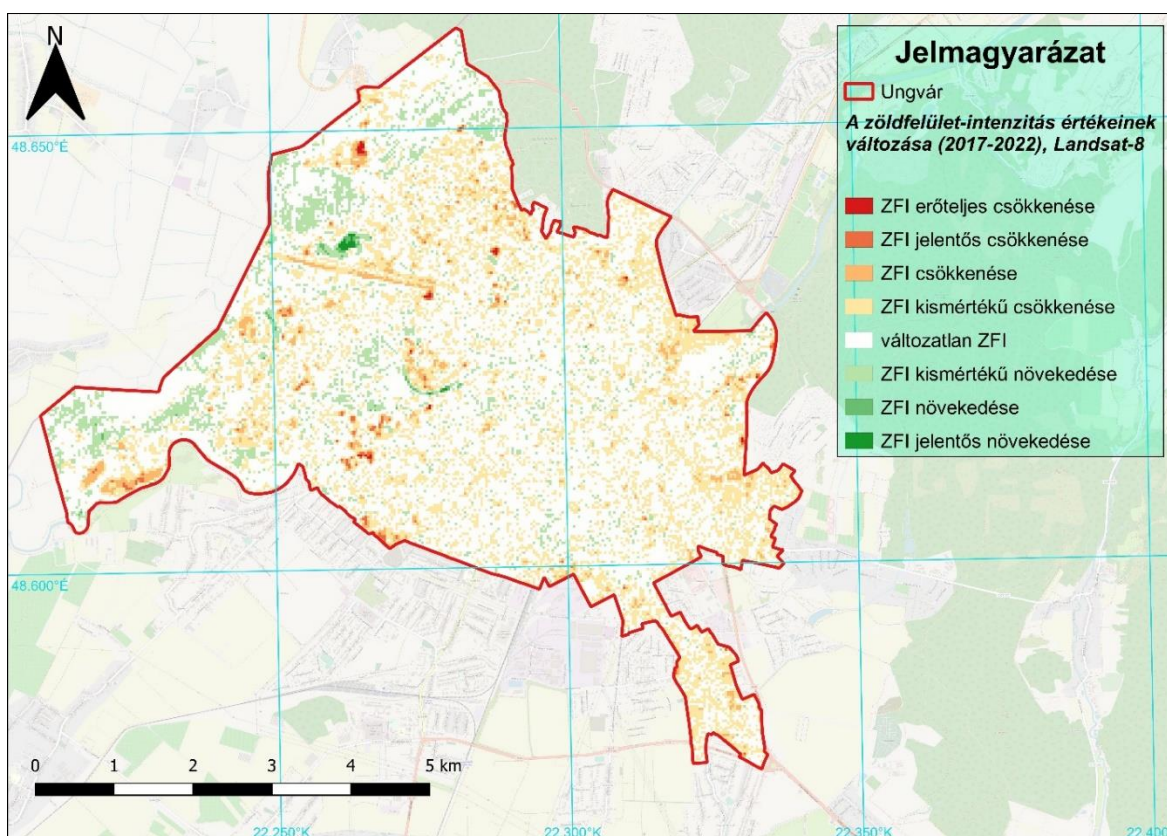 N
Jelmagyarázat
Ungvár
A zöldfelület-intenzitás értékeinek
változása (2017-2022), Landsat-8
ZFI erőteljes csökkenése
ZFI jelentős csökkenése
ZFI csökkenése
ZFI kismértékű csökkenése
változatlan ZFI
ZFI kismértékű növekedése
ZFI növekedése
ZFI jelentős növekedése
48.650°É
48.600°É
0 1 2 3 4 5 km
22.250°K 22.300°K 22.350°K 22.400